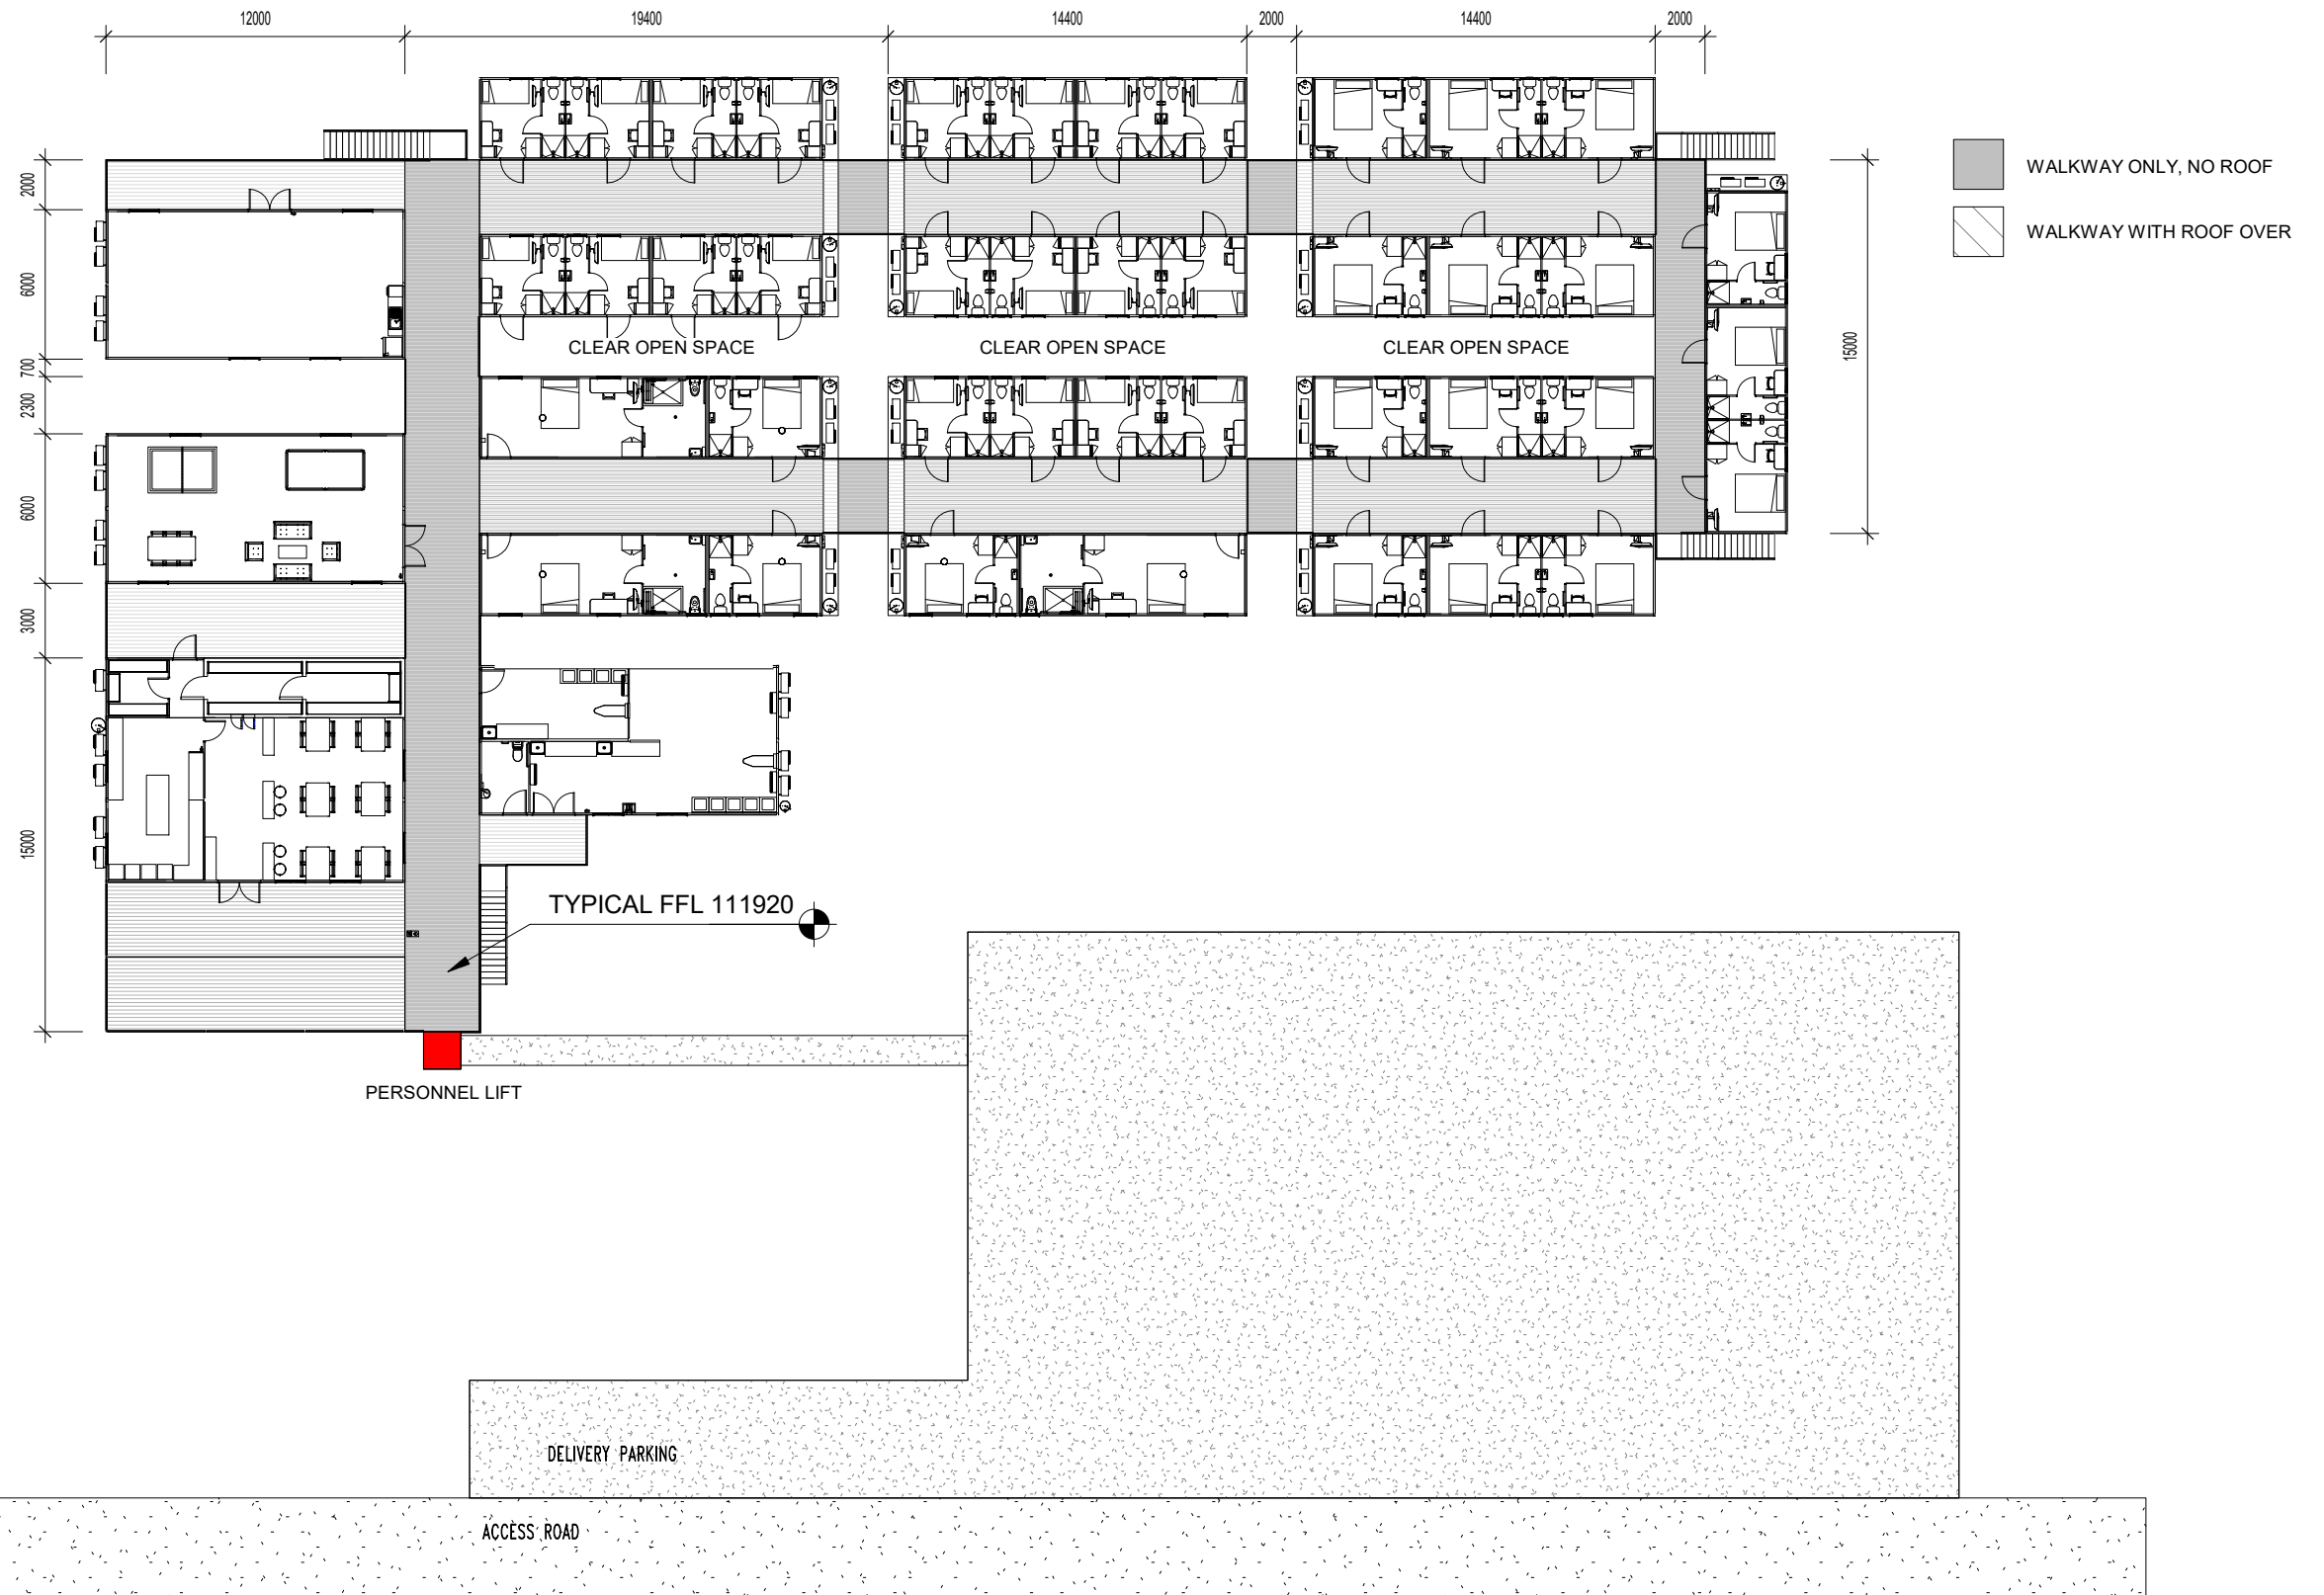 12000
19400
14400
2000
14400
2000
WALKWAY ONLY, NO ROOF
WALKWAY WITH ROOF OVER
2000
6000
700
2300
6000
3000
15000
15000
CLEAR OPEN SPACE
CLEAR OPEN SPACE
CLEAR OPEN SPACE
TYPICAL FFL 111920
PERSONNEL LIFT
DELIVERY PARKING
ACCESS ROAD